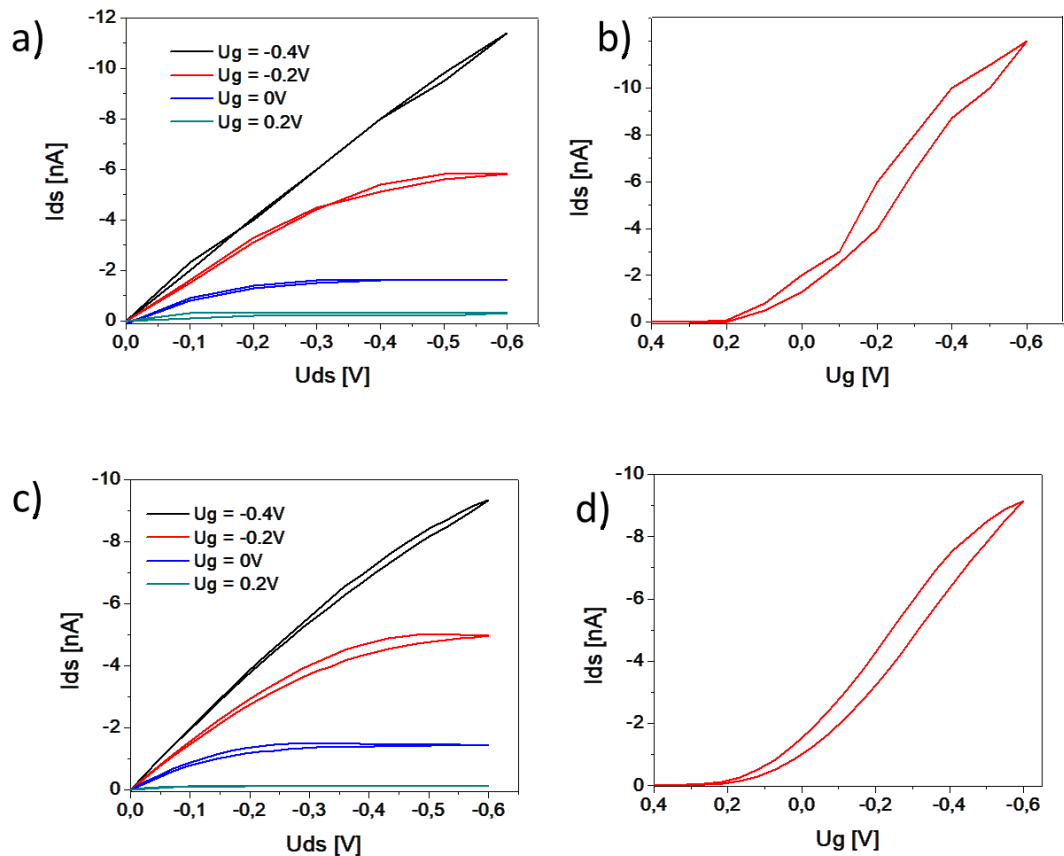 a)
-12
-10
-8
-6
-4
-2
0
Ids [nA]
Ug = -0.4V
Ug = -0.2V
Ug = 0V
Ug = 0.2V
0,0 -0,1 -0,2 -0,3 -0,4 -0,5 -0,6
Uds [V]
b)
-12
-10
-8
-6
-4
-2
0
Ids [nA]
0,4 0,2 0,0 -0,2 -0,4 -0,6
Ug [V]
c)
-10
-8
-6
-4
-2
0
Ids [nA]
Ug = -0.4V
Ug = -0.2V
Ug = 0V
Ug = 0.2V
0,0 -0,1 -0,2 -0,3 -0,4 -0,5 -0,6
Uds [V]
d)
-10
-8
-6
-4
-2
0
Ids [nA]
0,4 0,2 0,0 -0,2 -0,4 -0,6
Ug [V]